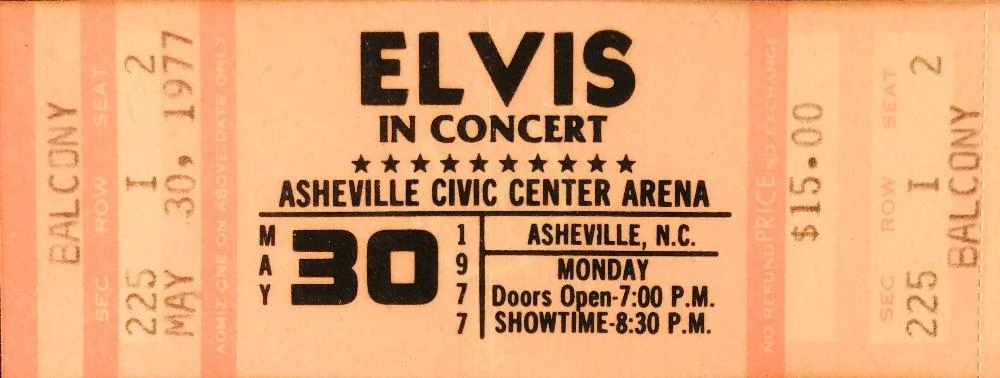 BALCONY
SEC ROW SEAT
225 I 2
MAY 30, 1977
ADMIT ONE ON ABOVE DATE ONLY
ELVIS
IN CONCERT
★★★★★★★★★★
ASHEVILLE CIVIC CENTER ARENA
MAY 30 1977
ASHEVILLE, N.C.
MONDAY
Doors Open-7:00 P.M.
SHOWTIME-8:30 P.M.
NO REFUND PRICE NO EXCHANGE
$15.00
SEC ROW SEAT
225 I 2
BALCONY